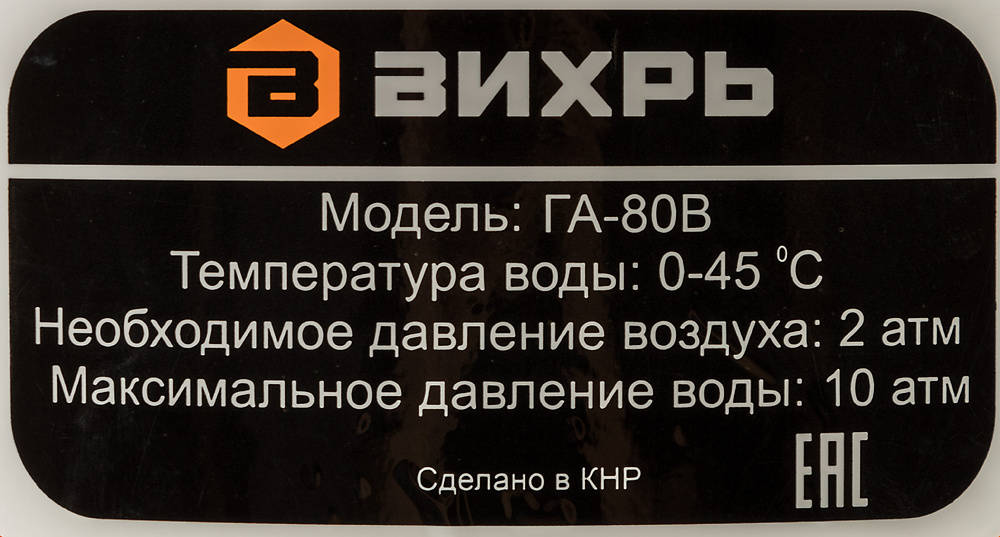 ВИХРЬ
Модель: ГА-80В
Температура воды: 0-45 ⁰C
Необходимое давление воздуха: 2 атм
Максимальное давление воды: 10 атм
Сделано в КНР
EAC